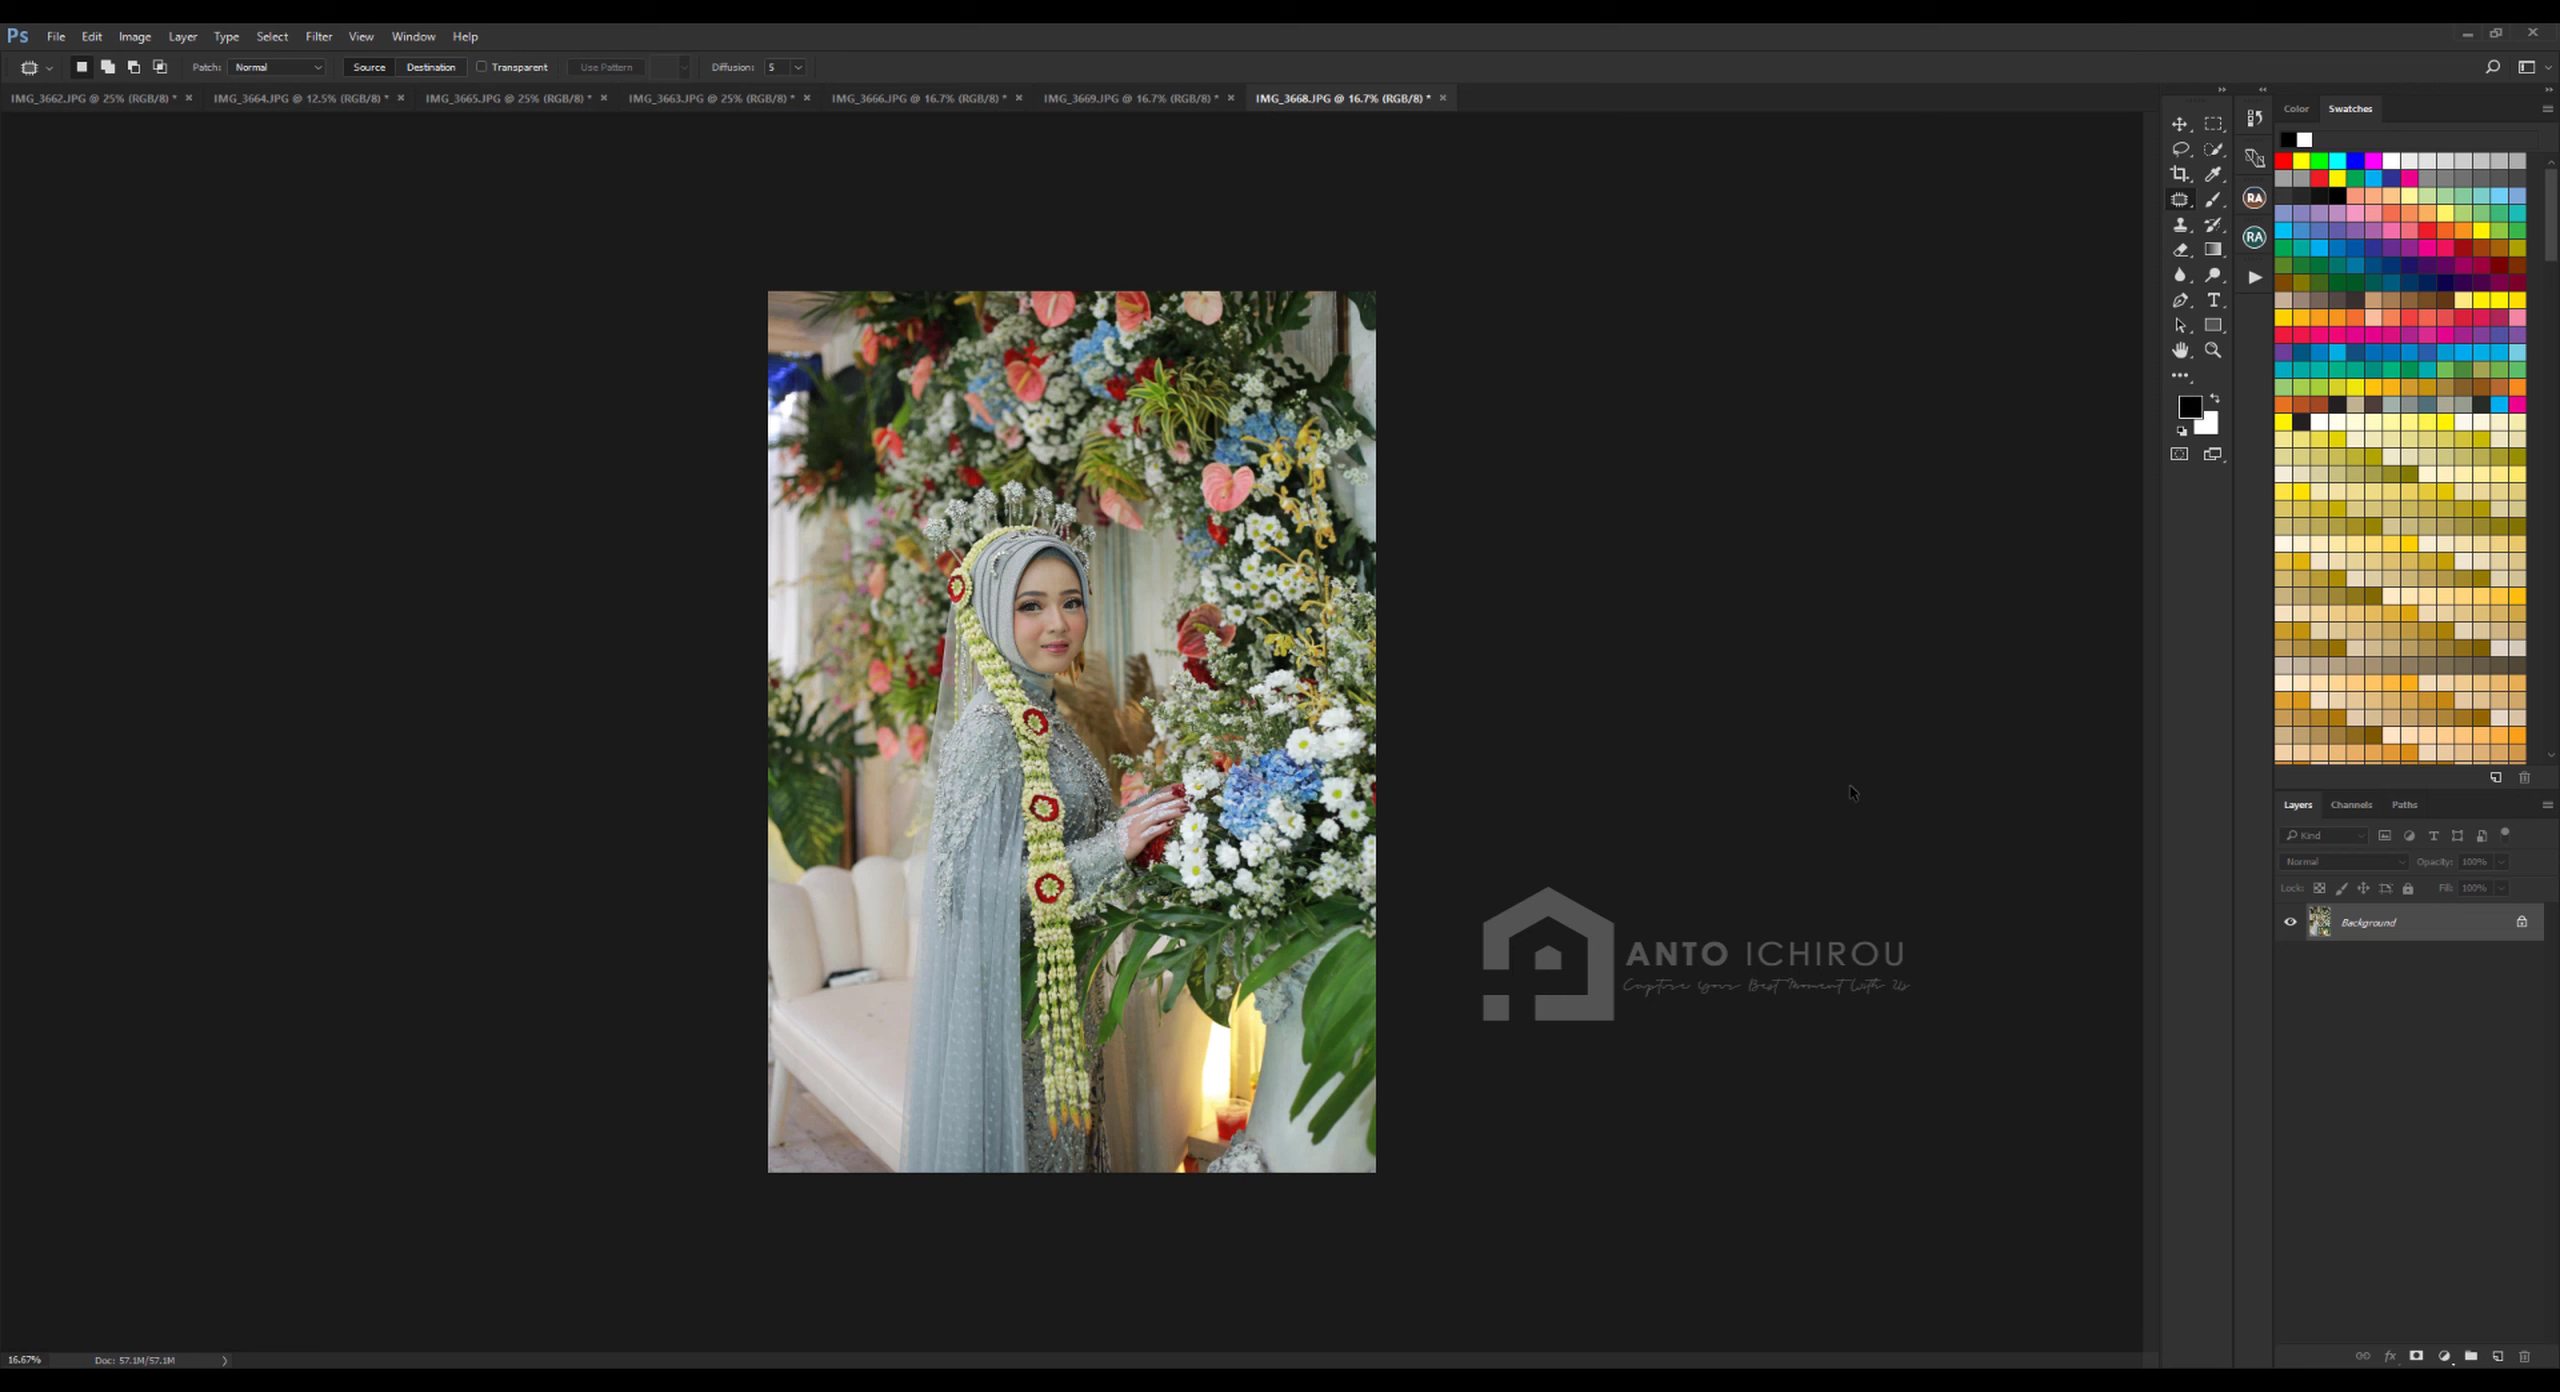 Ps File Edit Image Layer Type Select Filter View Window Help
Patch: Normal Source Destination Transparent Use Pattern Diffusion: 5
IMG_3662.JPG @ 25% (RGB/8) * IMG_3664.JPG @ 12.5% (RGB/8) * IMG_3665.JPG @ 25% (RGB/8) * IMG_3663.JPG @ 25% (RGB/8) * IMG_3666.JPG @ 16.7% (RGB/8) * IMG_3669.JPG @ 16.7% (RGB/8) * IMG_3668.JPG @ 16.7% (RGB/8) *
Color Swatches
RA
RA
Layers Channels Paths
Kind
Normal Opacity: 100%
Lock: Fill: 100%
Background
ANTO ICHIROU
Capture Your Best Moment With Us
16.67% Doc: 57.1M/57.1M
fx